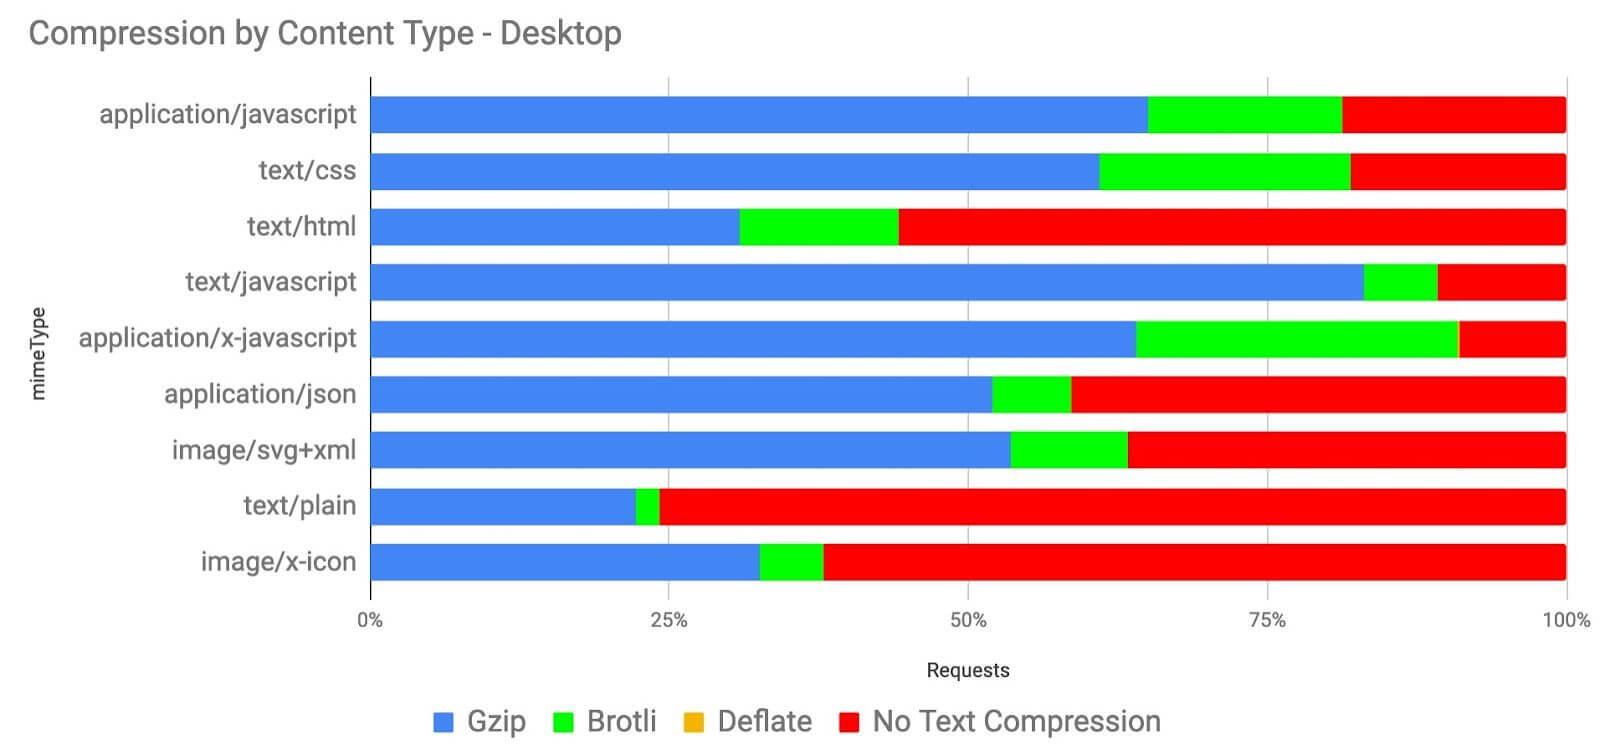 Compression by Content Type - Desktop
application/javascript
text/css
text/html
text/javascript
application/x-javascript
application/json
image/svg+xml
text/plain
image/x-icon
mimeType
0% 25% 50% 75% 100%
Requests
Gzip Brotli Deflate No Text Compression